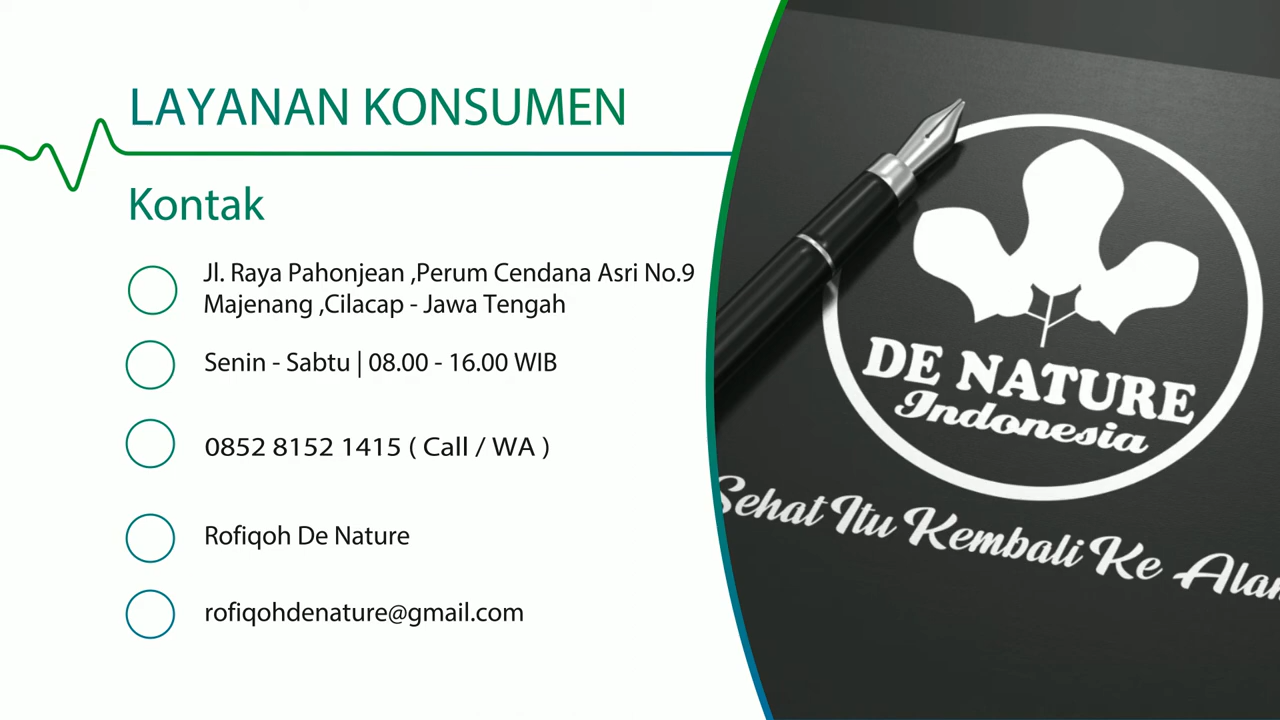 LAYANAN KONSUMEN
Kontak
Jl. Raya Pahonjean ,Perum Cendana Asri No.9
Majenang ,Cilacap - Jawa Tengah
Senin - Sabtu | 08.00 - 16.00 WIB
0852 8152 1415 ( Call / WA )
Rofiqoh De Nature
rofiqohdenature@gmail.com
DE NATURE
Indonesia
Sehat Itu Kembali Ke Alam